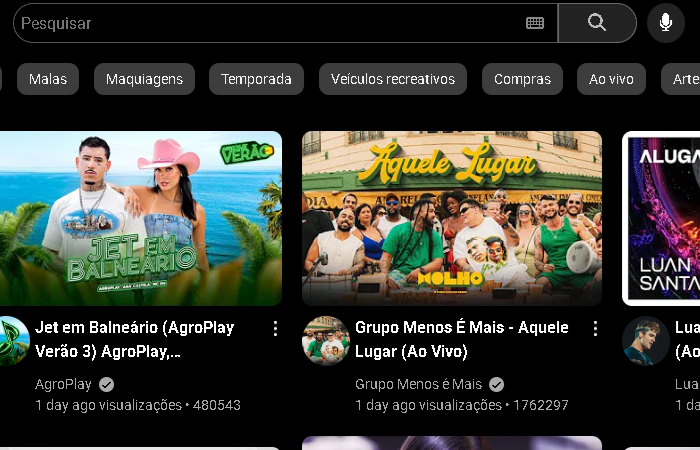 Pesquisar
Malas
Maquiagens
Temporada
Veículos recreativos
Compras
Ao vivo
Arte
VERÃO
JET EM
BALNEÁRIO
Aquele Lugar
MOLHO
ALUGA
LUAN
SANTA
Jet em Balneário (AgroPlay
Verão 3) AgroPlay,...
AgroPlay
1 day ago visualizações • 480543
Grupo Menos É Mais - Aquele
Lugar (Ao Vivo)
Grupo Menos é Mais
1 day ago visualizações • 1762297
Lua
(Ao
Lua
1 da